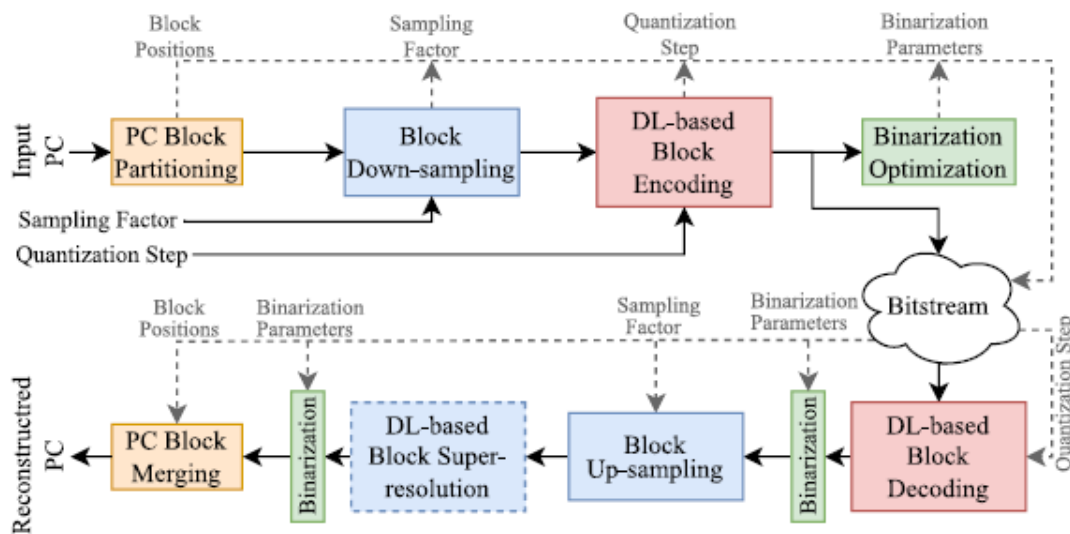 Block
Positions
Sampling
Factor
Quantization
Step
Binarization
Parameters
Input
PC
PC Block
Partitioning
Block
Down-sampling
DL-based
Block
Encoding
Binarization
Optimization
Sampling Factor
Quantization Step
Bitstream
Block
Positions
Binarization
Parameters
Sampling
Factor
Binarization
Parameters
Quantization Step
Reconstructred
PC
PC Block
Merging
Binarization
DL-based
Block Super-
resolution
Block
Up-sampling
Binarization
DL-based
Block
Decoding